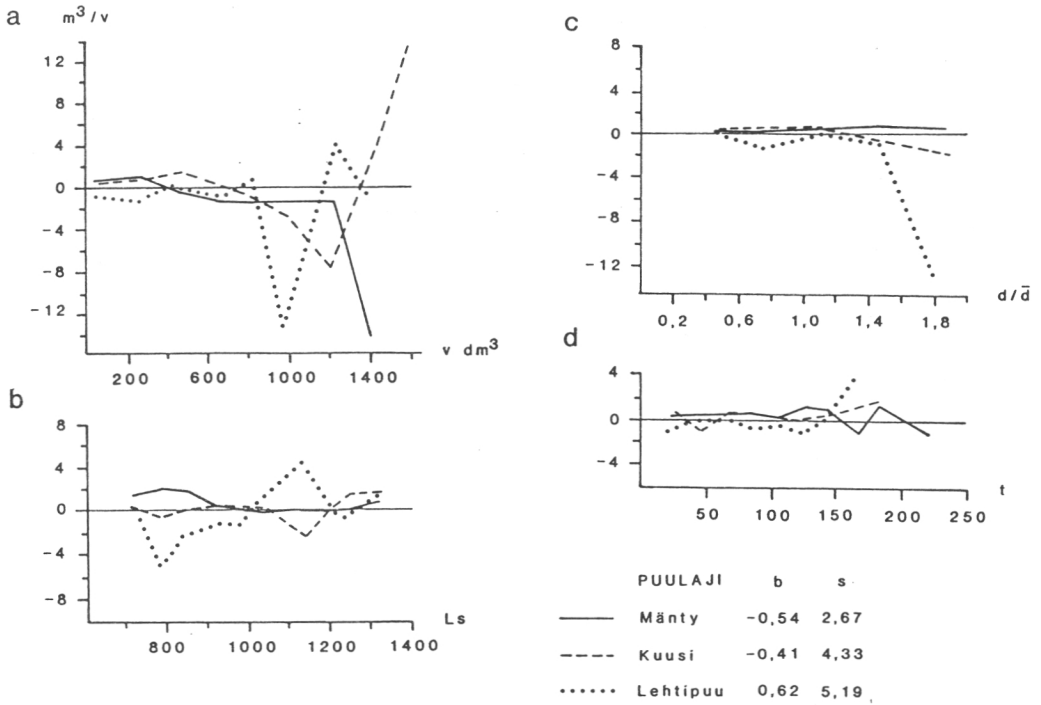 a
m³/v
12
8
4
0
-4
-8
-12
v dm³
200 600 1000 1400
b
8
4
0
-4
-8
Ls
800 1000 1200 1400
c
8
4
0
-4
-8
-12
d/d̄
0,2 0,6 1,0 1,4 1,8
d
4
0
-4
t
50 100 150 200 250
PUULAJI b s
Mänty -0,54 2,67
Kuusi -0,41 4,33
Lehtipuu 0,62 5,19